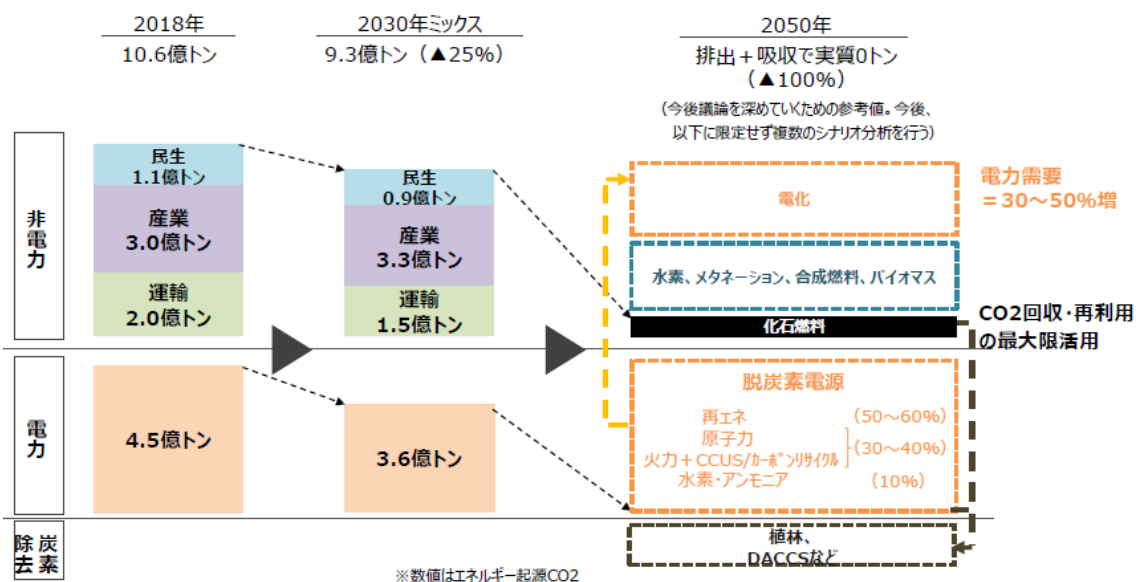 2018年
10.6億トン
2030年ミックス
9.3億トン（▲25%）
2050年
排出＋吸収で実質0トン
（▲100%）
（今後議論を深めていくための参考値。今後、
以下に限定せず複数のシナリオ分析を行う）
非電力
民生
1.1億トン
産業
3.0億トン
運輸
2.0億トン
民生
0.9億トン
産業
3.3億トン
運輸
1.5億トン
電化
電力需要
＝30～50%増
水素、メタネーション、合成燃料、バイオマス
化石燃料
CO2回収・再利用
の最大限活用
電力
4.5億トン
3.6億トン
脱炭素電源
再エネ （50～60%）
原子力
火力＋CCUS/カーボンリサイクル （30～40%）
水素・アンモニア （10%）
炭素除去
植林、
DACCSなど
※数値はエネルギー起源CO2